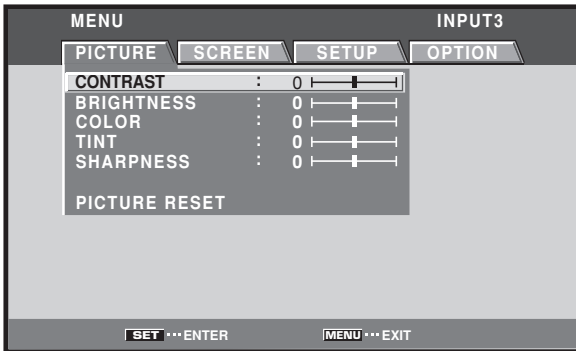 MENU INPUT3
PICTURE SCREEN SETUP OPTION
CONTRAST : 0
BRIGHTNESS : 0
COLOR : 0
TINT : 0
SHARPNESS : 0
PICTURE RESET
SET ··· ENTER MENU ··· EXIT